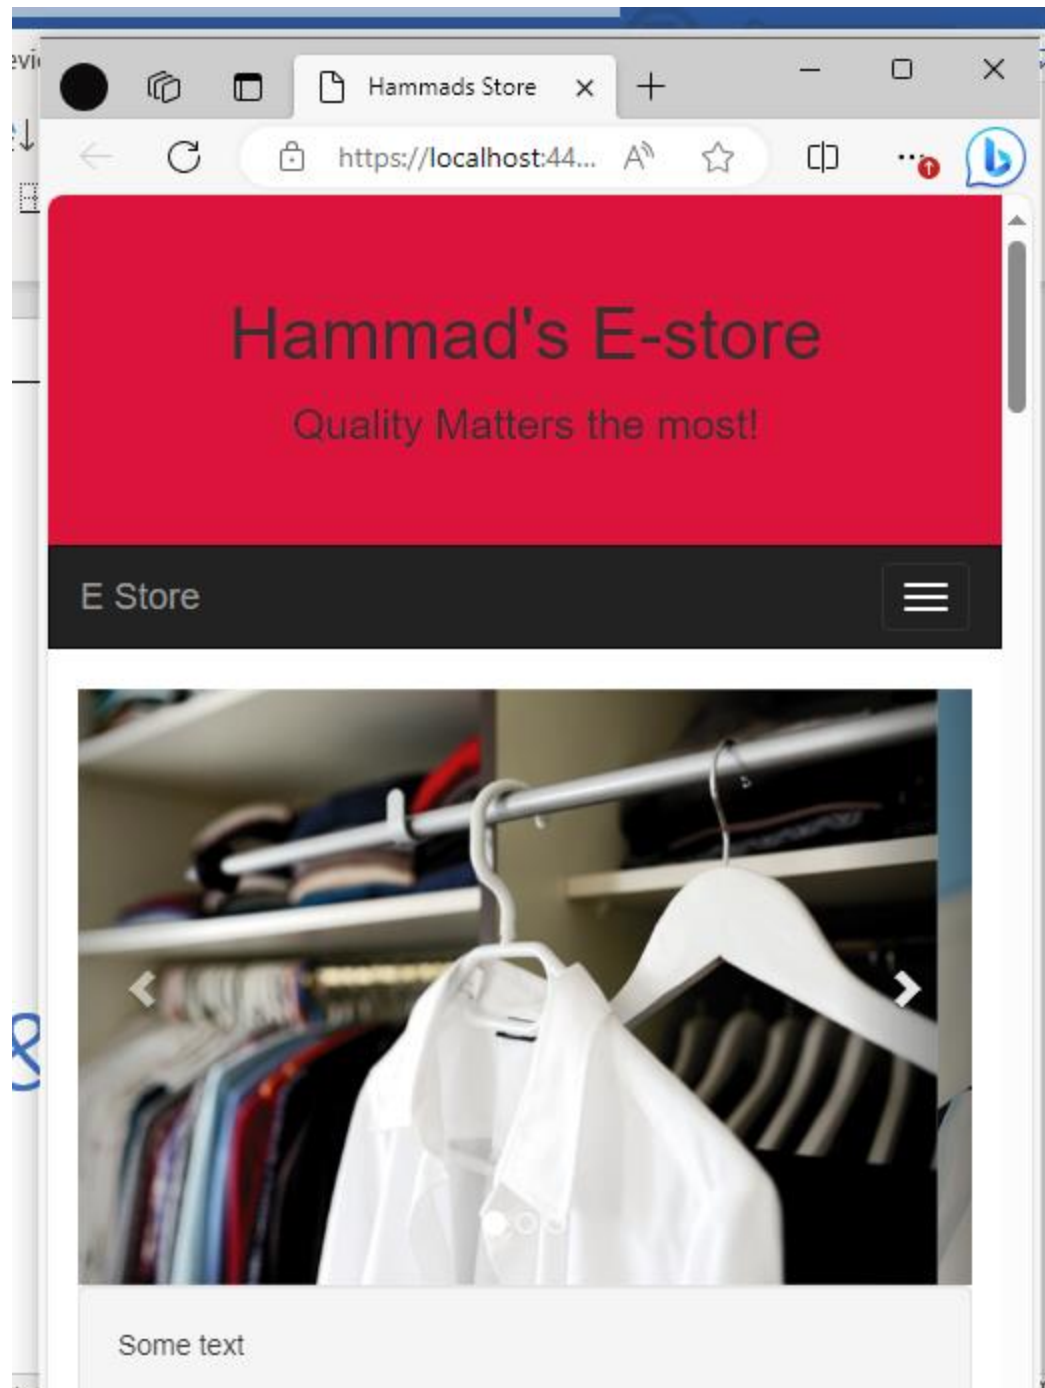 Hammads Store
https://localhost:44...
Hammad's E-store
Quality Matters the most!
E Store
Some text